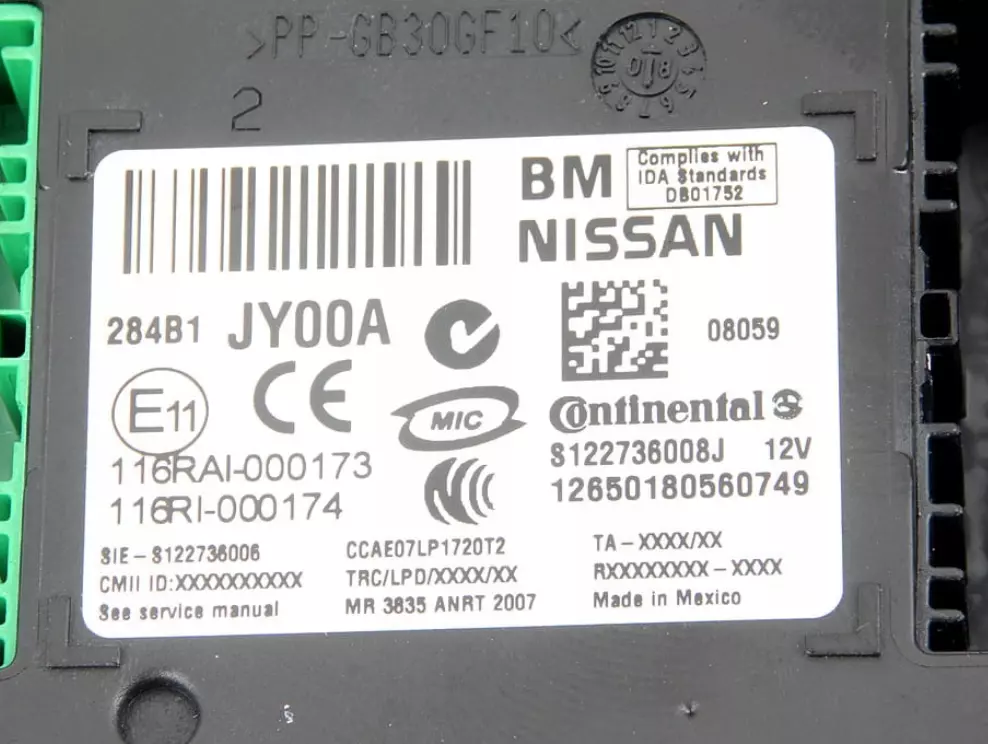 >PP-GB30GF10<
2
BM
Complies with
IDA Standards
DB01752
NISSAN
284B1 JY00A
08059
E11
CE
MIC
Continental
116RAI-000173
116RI-000174
S122736008J 12V
12650180560749
SIE-S122736006
CMII ID:XXXXXXXXXX
See service manual
CCAE07LP1720T2
TRC/LPD/XXXX/XX
MR 3835 ANRT 2007
TA-XXXX/XX
RXXXXXXXX-XXXX
Made in Mexico